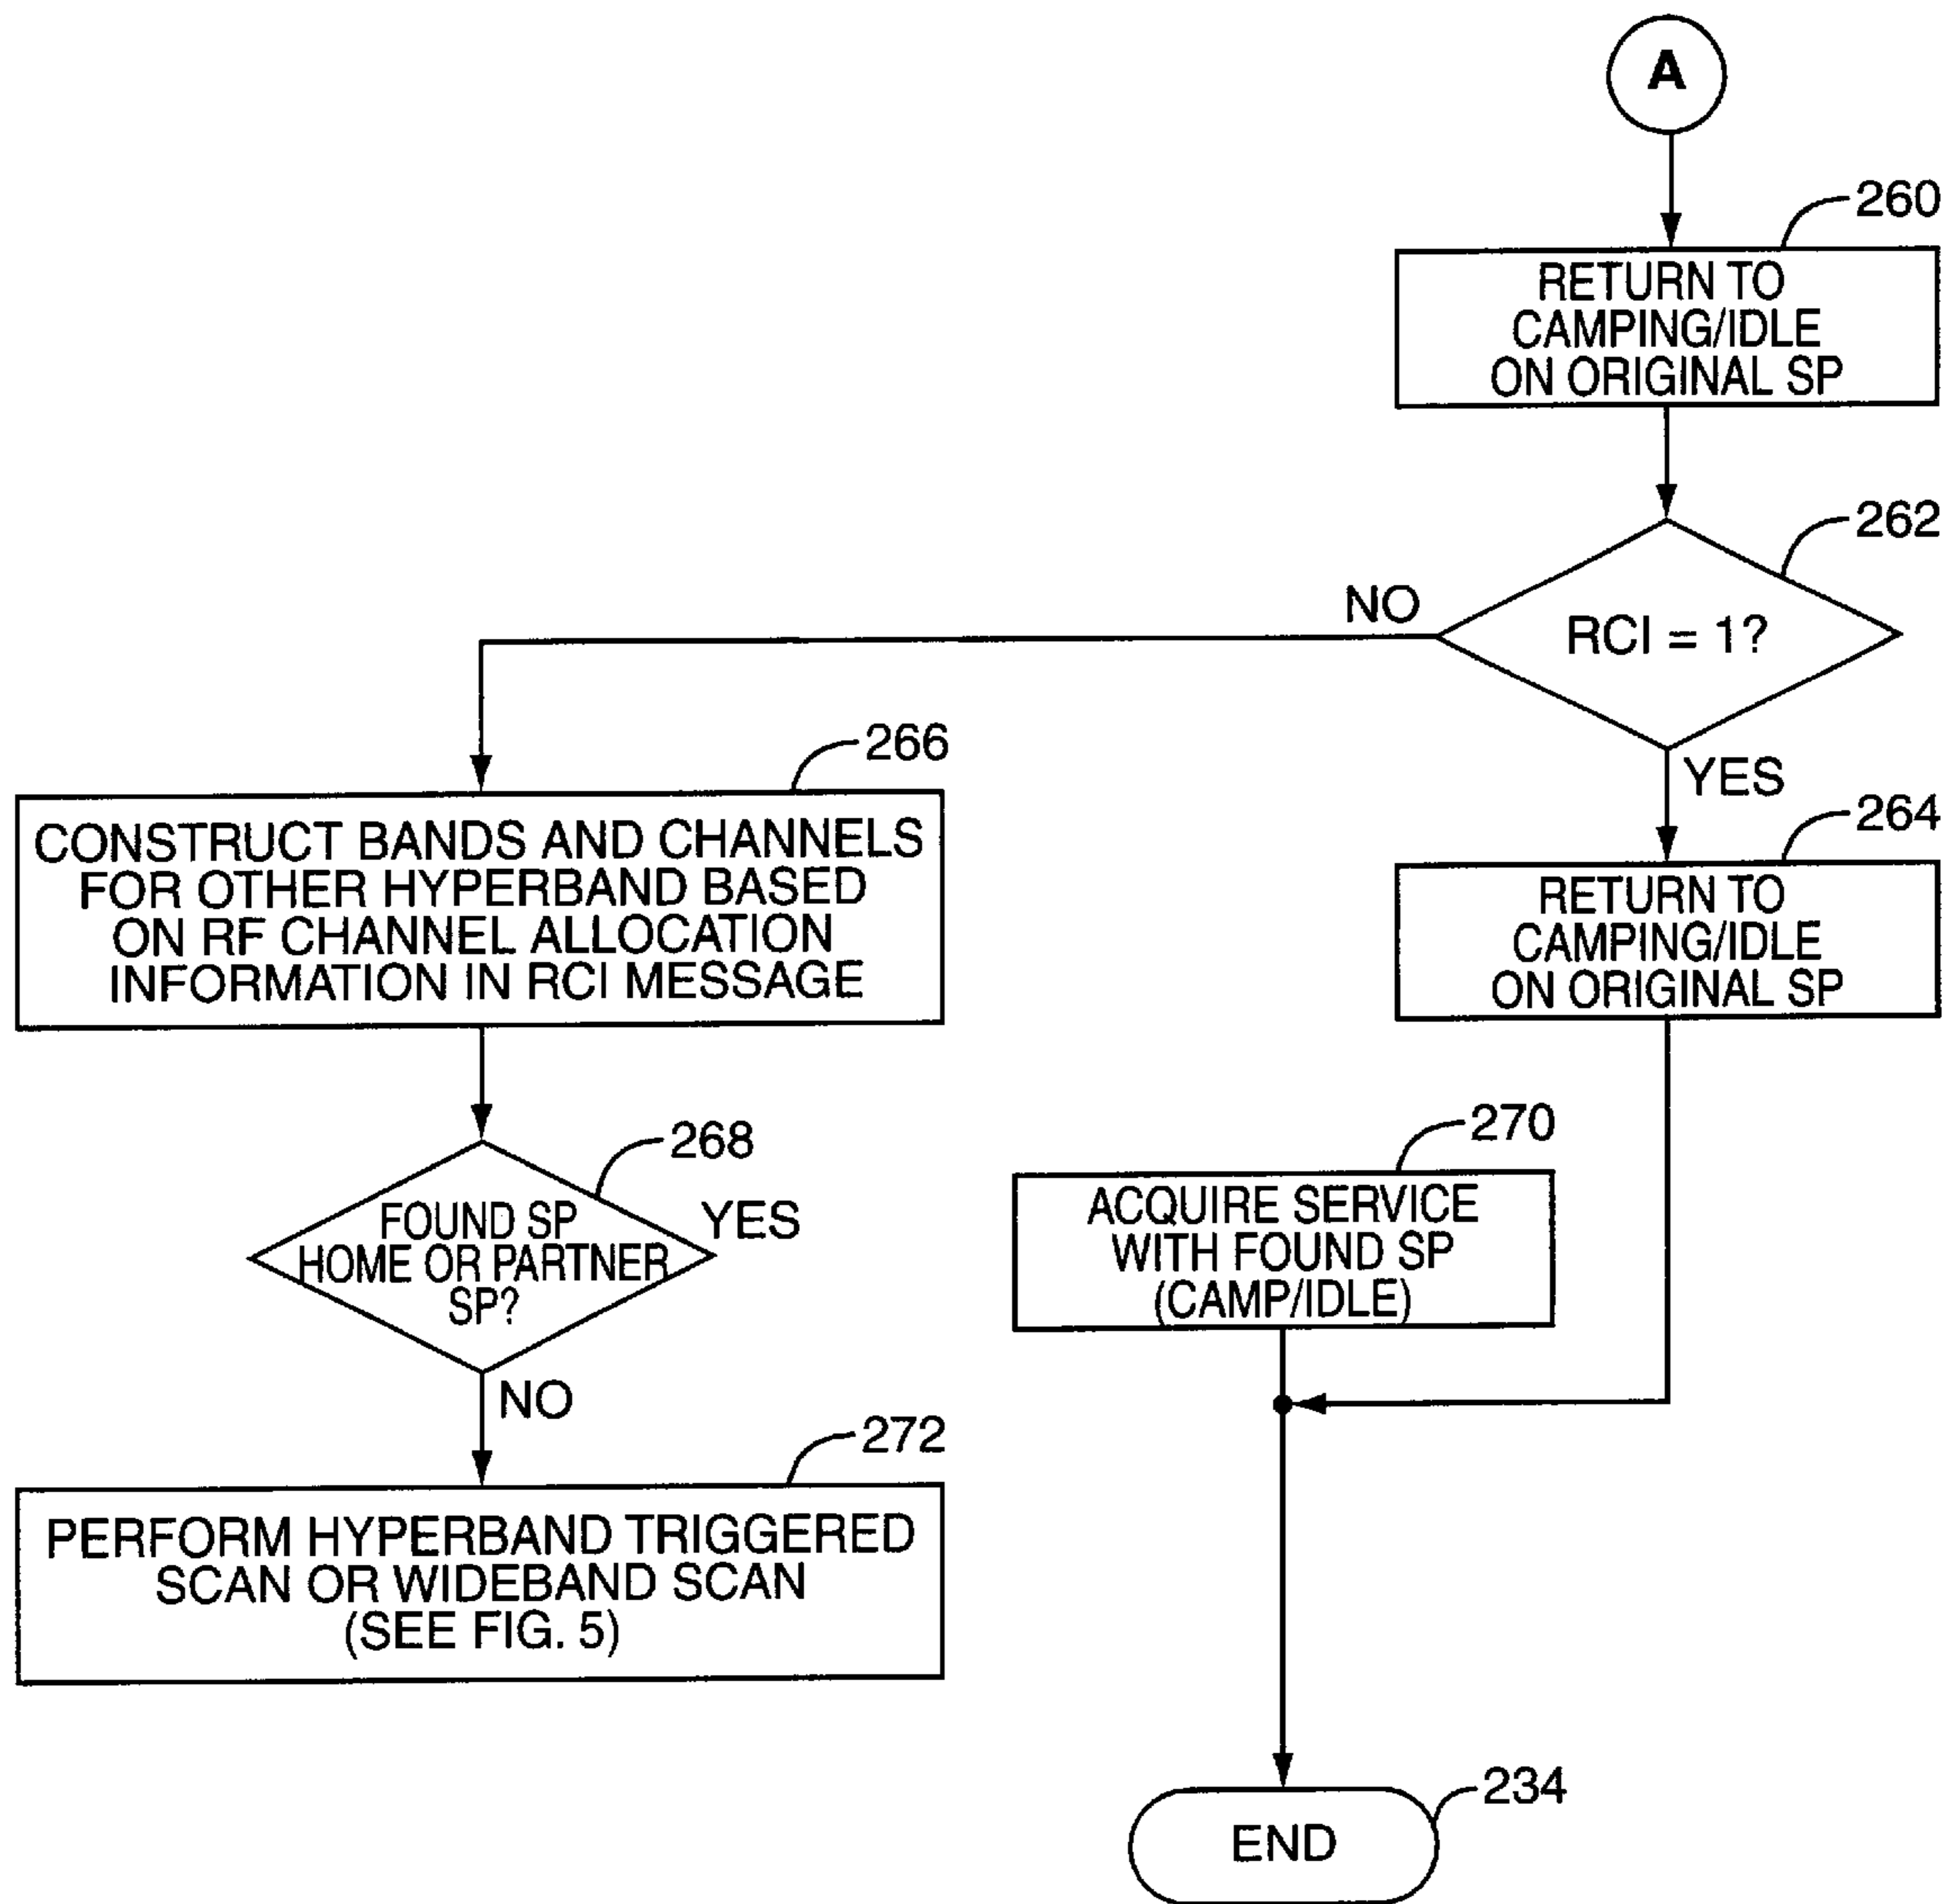 A
260
RETURN TO
CAMPING/IDLE
ON ORIGINAL SP
262
RCI = 1?
NO
YES
266
CONSTRUCT BANDS AND CHANNELS
FOR OTHER HYPERBAND BASED
ON RF CHANNEL ALLOCATION
INFORMATION IN RCI MESSAGE
264
RETURN TO
CAMPING/IDLE
ON ORIGINAL SP
268
FOUND SP
HOME OR PARTNER
SP?
YES
NO
270
ACQUIRE SERVICE
WITH FOUND SP
(CAMP/IDLE)
272
PERFORM HYPERBAND TRIGGERED
SCAN OR WIDEBAND SCAN
(SEE FIG. 5)
234
END